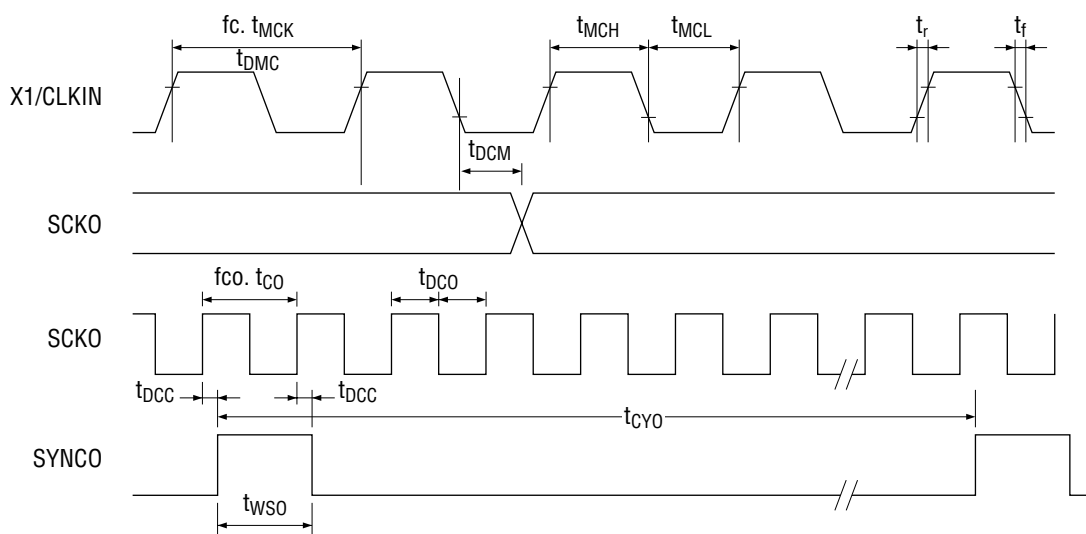 fc. tMCK
tMCH
tMCL
tr
tf
tDMC
X1/CLKIN
tDCM
SCKO
fco. tCO
tDCO
SCKO
tDCC
tDCC
tCYO
SYNCO
tWSO